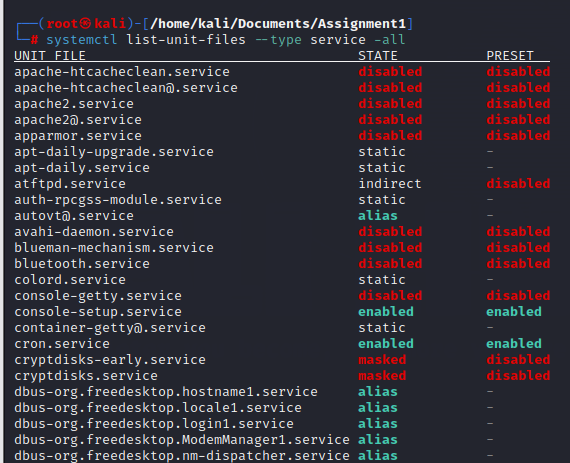 ┌──(root㉿kali)-[/home/kali/Documents/Assignment1]
└─# systemctl list-unit-files --type service -all
UNIT FILE STATE PRESET
apache-htcacheclean.service disabled disabled
apache-htcacheclean@.service disabled disabled
apache2.service disabled disabled
apache2@.service disabled disabled
apparmor.service disabled disabled
apt-daily-upgrade.service static -
apt-daily.service static -
atftpd.service indirect disabled
auth-rpcgss-module.service static -
autovt@.service alias -
avahi-daemon.service disabled disabled
blueman-mechanism.service disabled disabled
bluetooth.service disabled disabled
colord.service static -
console-getty.service disabled disabled
console-setup.service enabled enabled
container-getty@.service static -
cron.service enabled enabled
cryptdisks-early.service masked disabled
cryptdisks.service masked disabled
dbus-org.freedesktop.hostname1.service alias -
dbus-org.freedesktop.locale1.service alias -
dbus-org.freedesktop.login1.service alias -
dbus-org.freedesktop.ModemManager1.service alias -
dbus-org.freedesktop.nm-dispatcher.service alias -